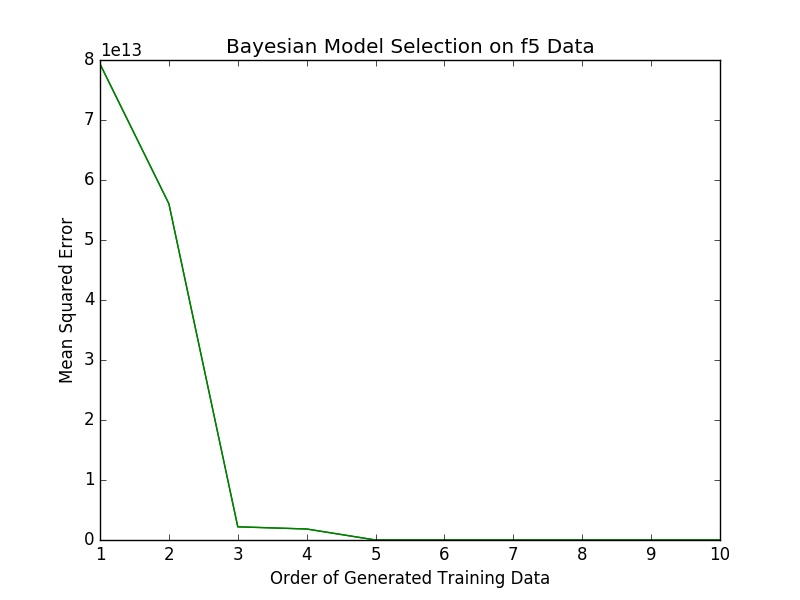 Bayesian Model Selection on f5 Data
1e13
8
7
6
5
4
3
2
1
0
Mean Squared Error
1 2 3 4 5 6 7 8 9 10
Order of Generated Training Data